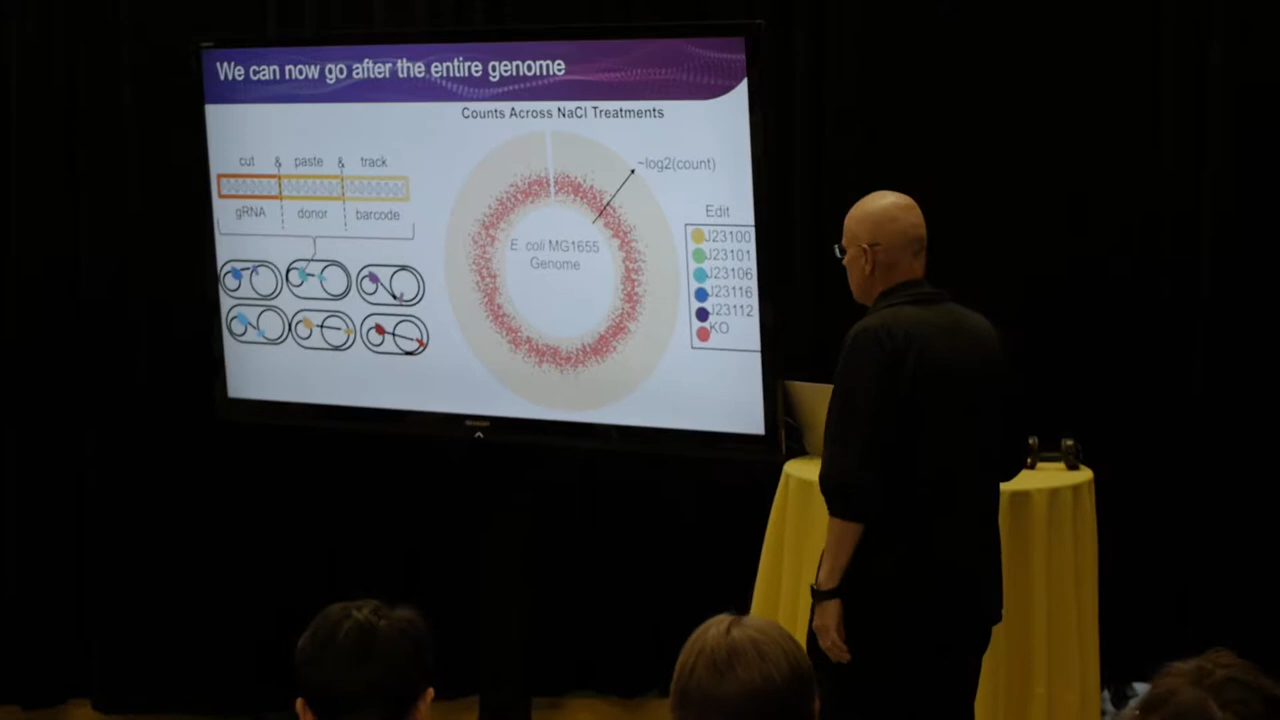 We can now go after the entire genome
Counts Across NaCl Treatments
cut & paste & track
gRNA donor barcode
~log2(count)
E. coli MG1655
Genome
Edit
J23100
J23101
J23106
J23116
J23112
KO